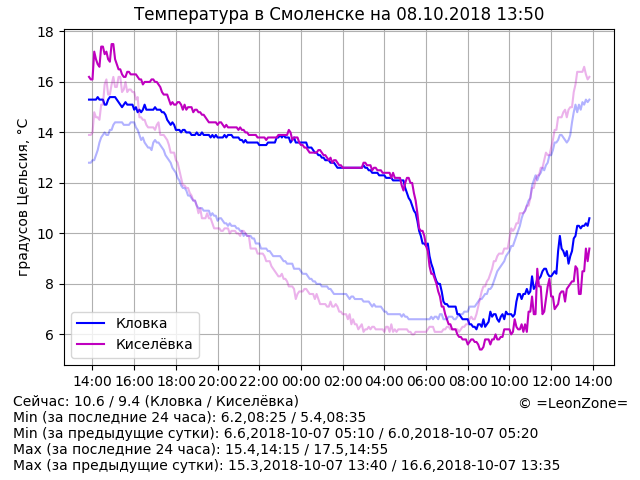 Температура в Смоленске на 08.10.2018 13:50
18
16
14
12
10
8
6
градусов Цельсия, °C
Кловка
Киселёвка
14:00 16:00 18:00 20:00 22:00 00:00 02:00 04:00 06:00 08:00 10:00 12:00 14:00
Сейчас: 10.6 / 9.4 (Кловка / Киселёвка)
© =LeonZone=
Min (за последние 24 часа): 6.2,08:25 / 5.4,08:35
Min (за предыдущие сутки): 6.6,2018-10-07 05:10 / 6.0,2018-10-07 05:20
Max (за последние 24 часа): 15.4,14:15 / 17.5,14:55
Max (за предыдущие сутки): 15.3,2018-10-07 13:40 / 16.6,2018-10-07 13:35